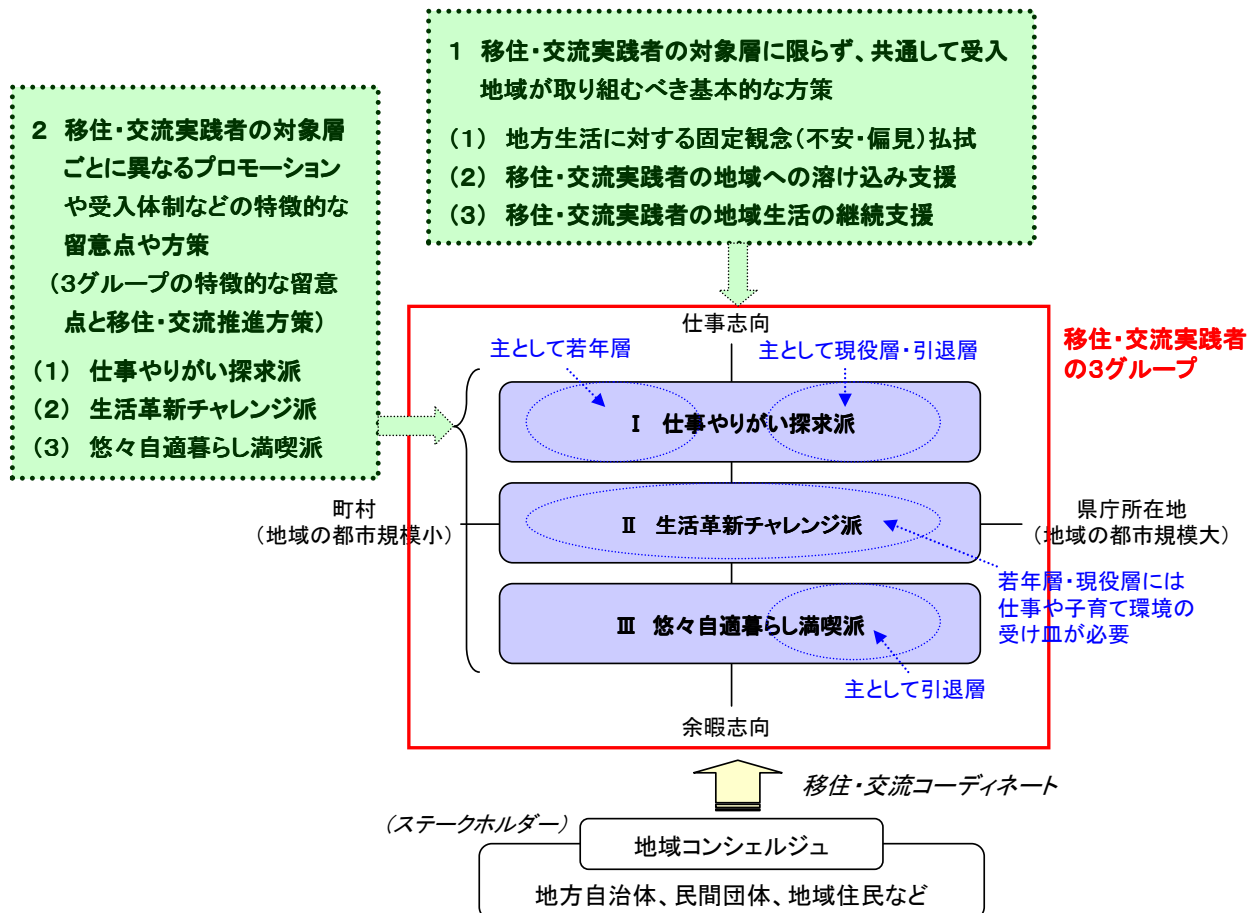 1 移住・交流実践者の対象層に限らず、共通して受入
地域が取り組むべき基本的な方策
(1) 地方生活に対する固定観念(不安・偏見)払拭
(2) 移住・交流実践者の地域への溶け込み支援
(3) 移住・交流実践者の地域生活の継続支援
2 移住・交流実践者の対象層
ごとに異なるプロモーション
や受入体制などの特徴的な
留意点や方策
(3グループの特徴的な留意
点と移住・交流推進方策)
(1) 仕事やりがい探求派
(2) 生活革新チャレンジ派
(3) 悠々自適暮らし満喫派
仕事志向
移住・交流実践者
の3グループ
主として若年層
主として現役層・引退層
Ⅰ 仕事やりがい探求派
町村
(地域の都市規模小)
Ⅱ 生活革新チャレンジ派
県庁所在地
(地域の都市規模大)
若年層・現役層には
仕事や子育て環境の
受け皿が必要
Ⅲ 悠々自適暮らし満喫派
主として引退層
余暇志向
移住・交流コーディネート
(ステークホルダー)
地域コンシェルジュ
地方自治体、民間団体、地域住民など